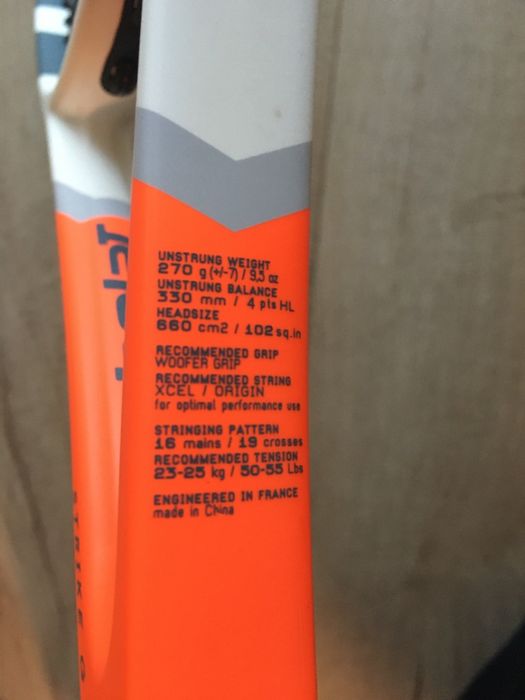 UNSTRUNG WEIGHT
270 g (+/-7) / 9,5 oz
UNSTRUNG BALANCE
330 mm / 4 pts HL
HEADSIZE
660 cm2 / 102 sq.in
RECOMMENDED GRIP
WOOFER GRIP
RECOMMENDED STRING
XCEL / ORIGIN
for optimal performance use
STRINGING PATTERN
16 mains / 19 crosses
RECOMMENDED TENSION
23-25 kg / 50-55 Lbs
ENGINEERED IN FRANCE
made in China
STRIKE